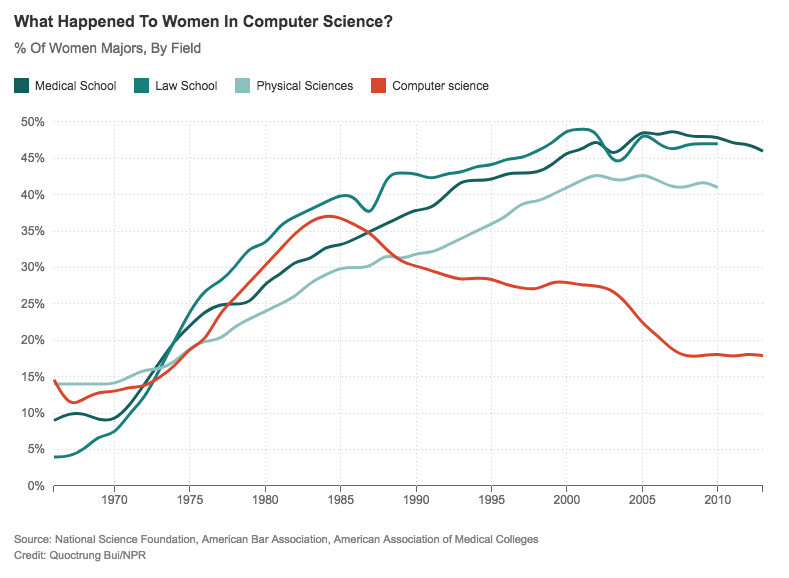 What Happened To Women In Computer Science?
% Of Women Majors, By Field
Medical School Law School Physical Sciences Computer science
50%
45%
40%
35%
30%
25%
20%
15%
10%
5%
0%
1970 1975 1980 1985 1990 1995 2000 2005 2010
Source: National Science Foundation, American Bar Association, American Association of Medical Colleges
Credit: Quoctrung Bui/NPR